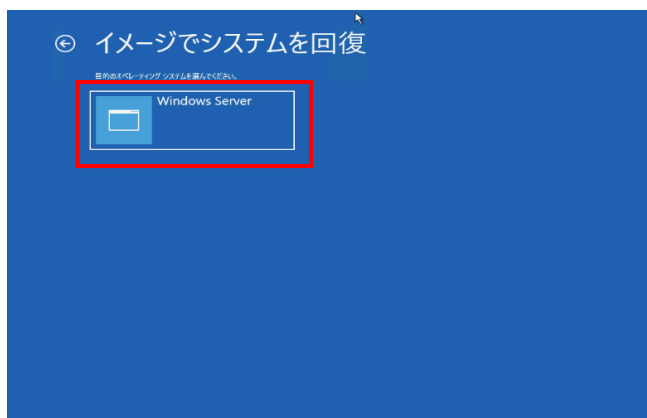 イメージでシステムを回復
目的のオペレーティング システムを選んでください。
Windows Server